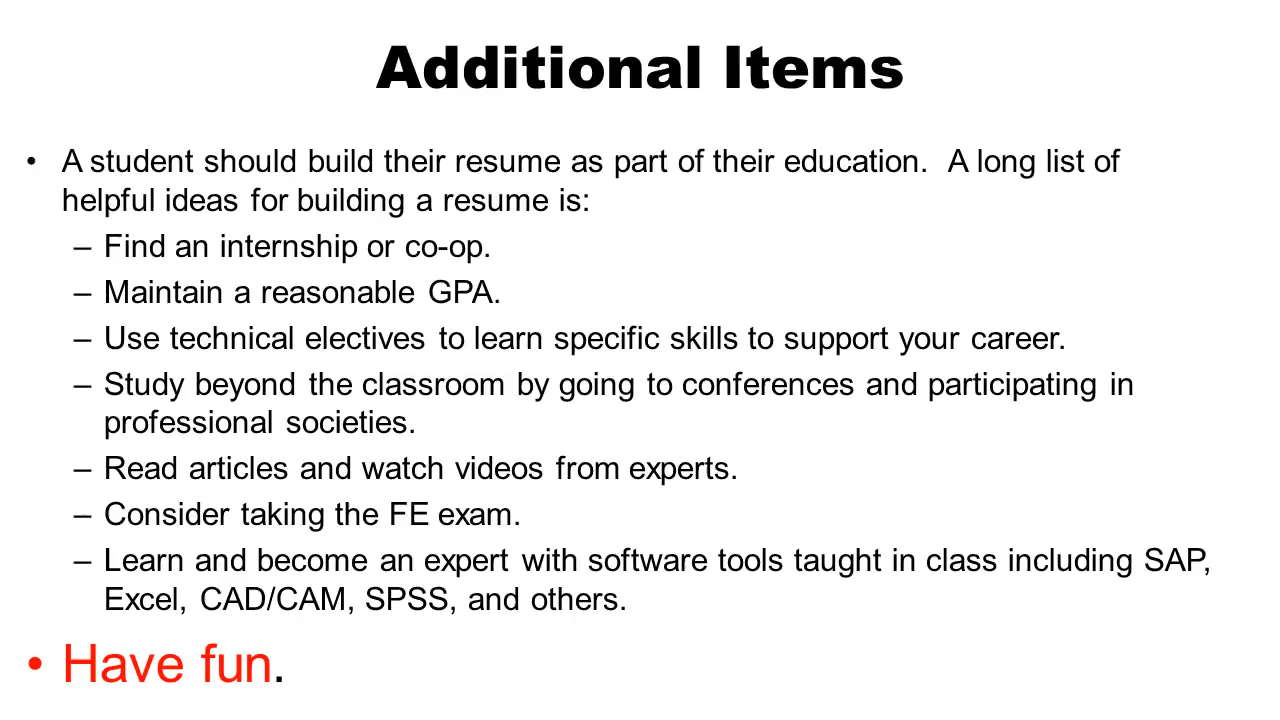 Additional Items
• A student should build their resume as part of their education.  A long list of
helpful ideas for building a resume is:
– Find an internship or co-op.
– Maintain a reasonable GPA.
– Use technical electives to learn specific skills to support your career.
– Study beyond the classroom by going to conferences and participating in
professional societies.
– Read articles and watch videos from experts.
– Consider taking the FE exam.
– Learn and become an expert with software tools taught in class including SAP,
Excel, CAD/CAM, SPSS, and others.
• Have fun.